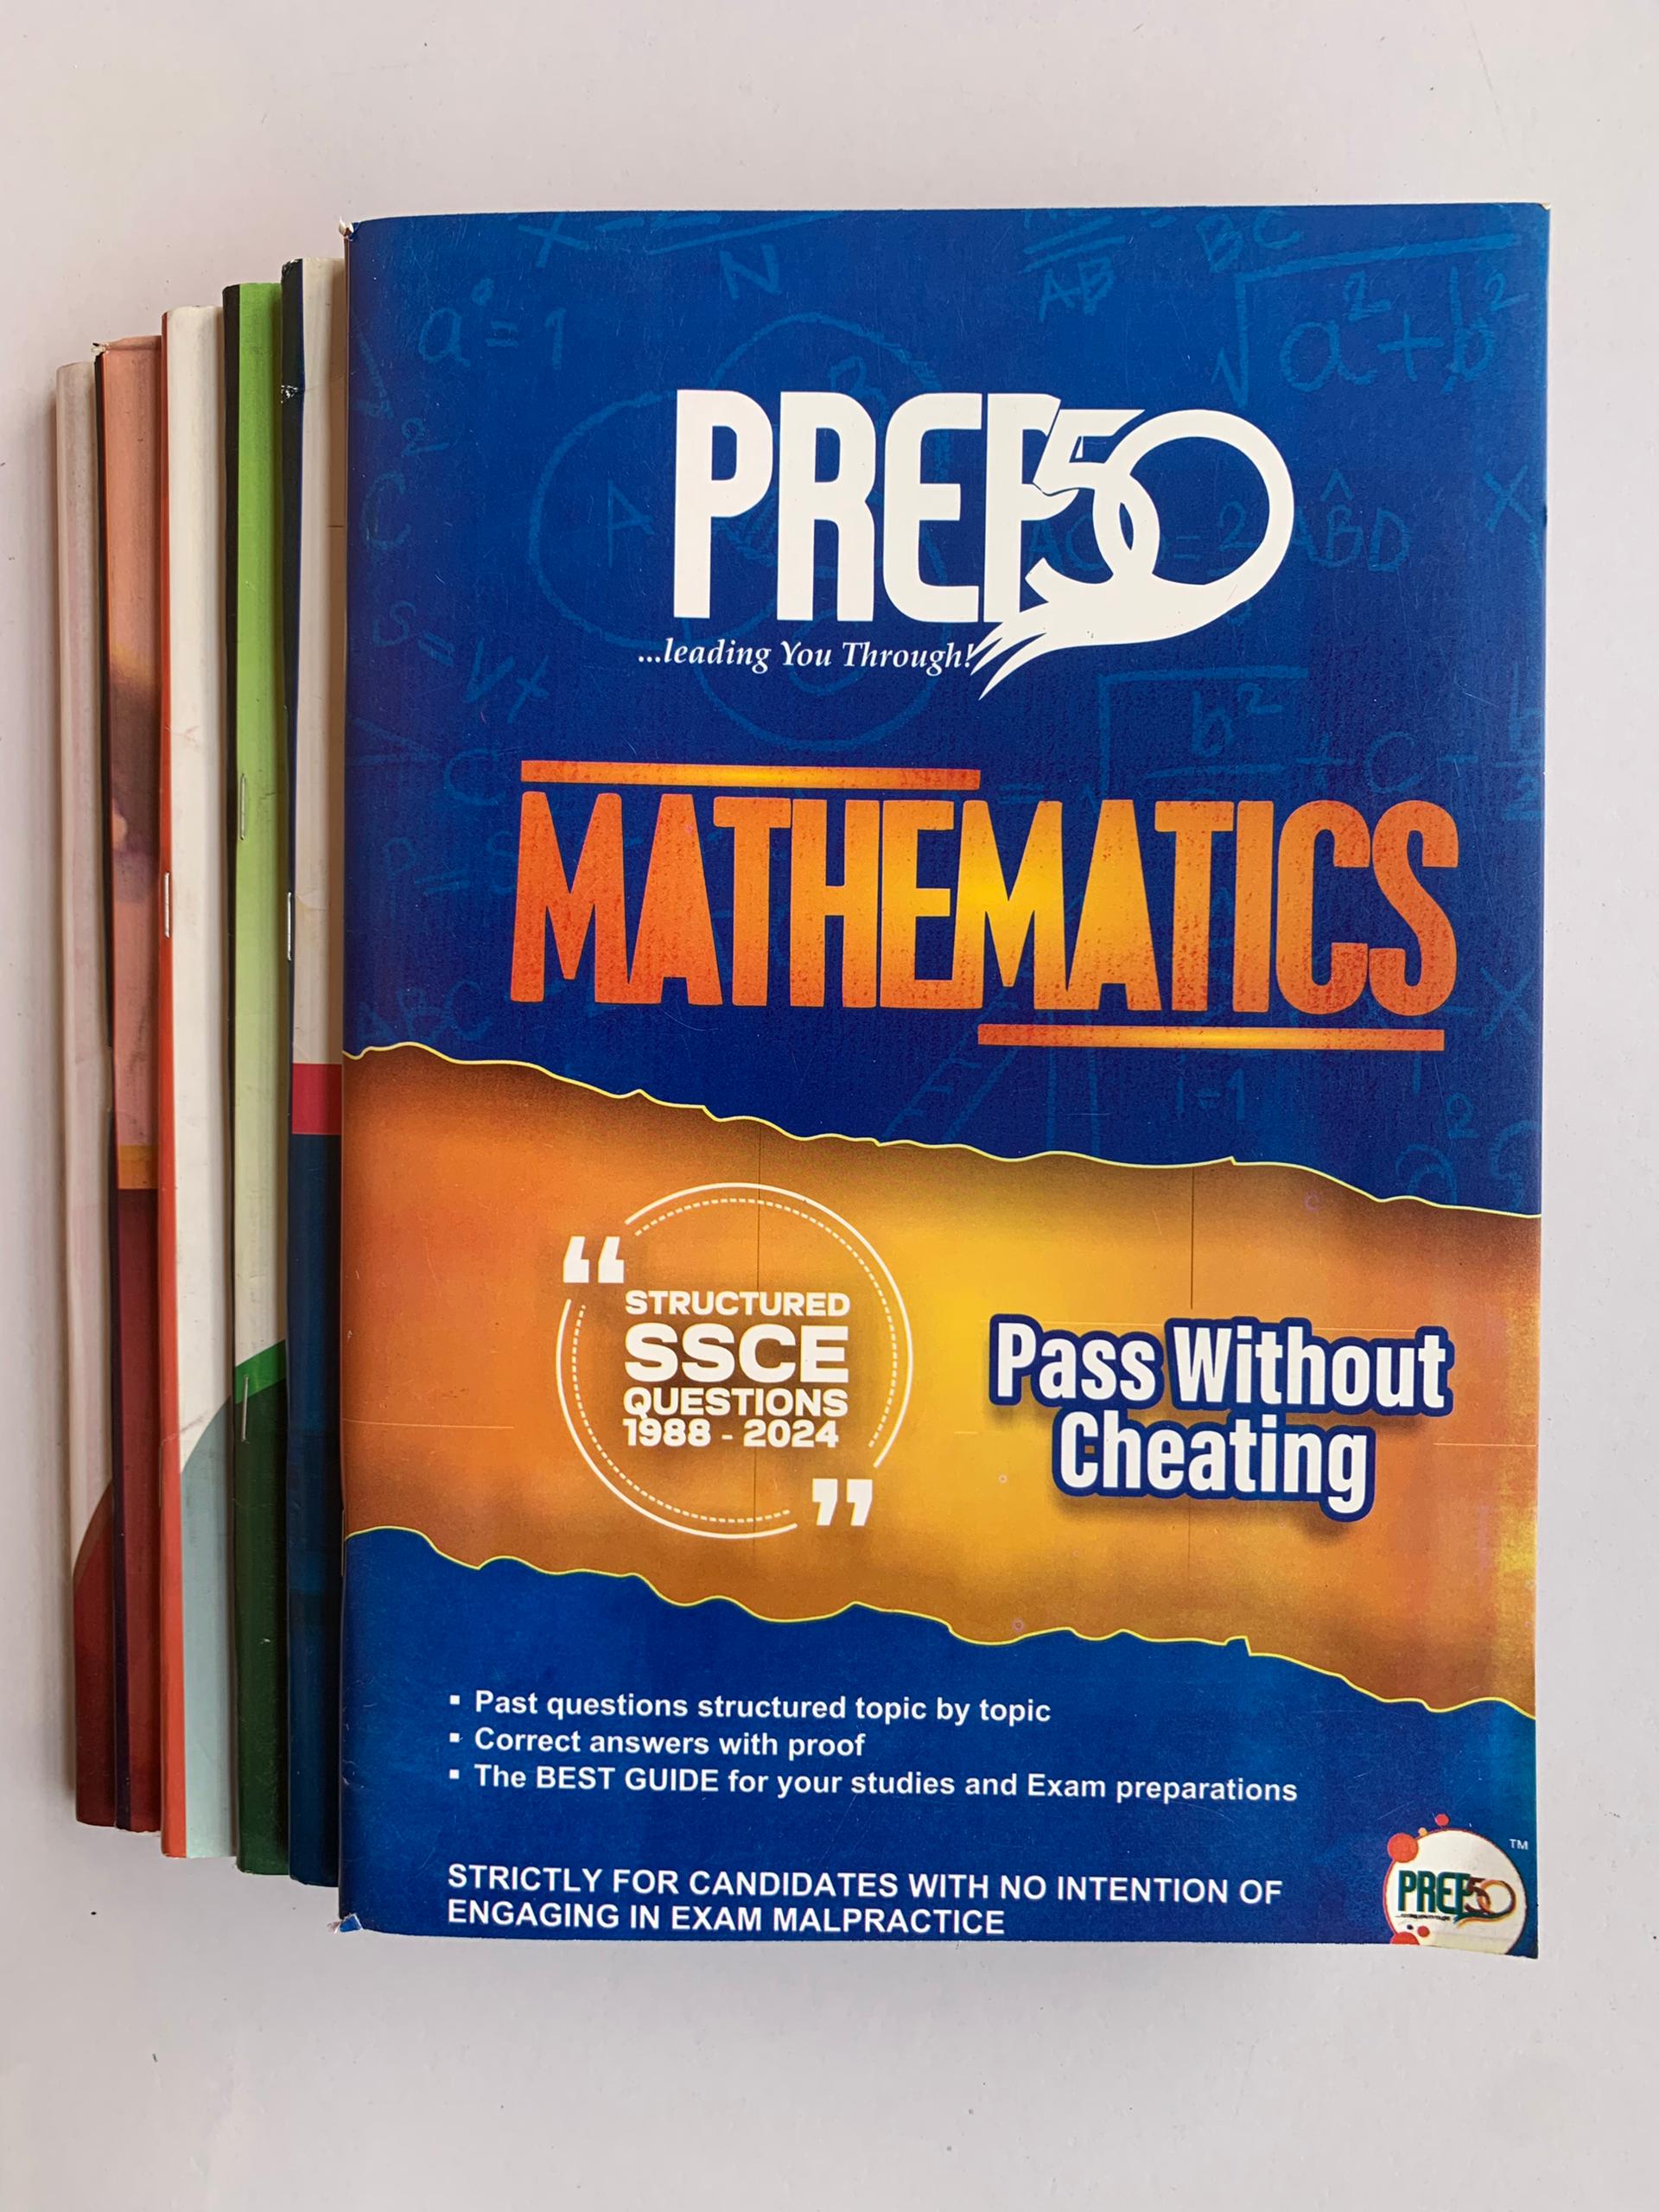 PREP50
...leading You Through!
MATHEMATICS
“
STRUCTURED
SSCE
QUESTIONS
1988 - 2024
”
Pass Without
Cheating
▪ Past questions structured topic by topic
▪ Correct answers with proof
▪ The BEST GUIDE for your studies and Exam preparations
STRICTLY FOR CANDIDATES WITH NO INTENTION OF
ENGAGING IN EXAM MALPRACTICE
PREP50
TM